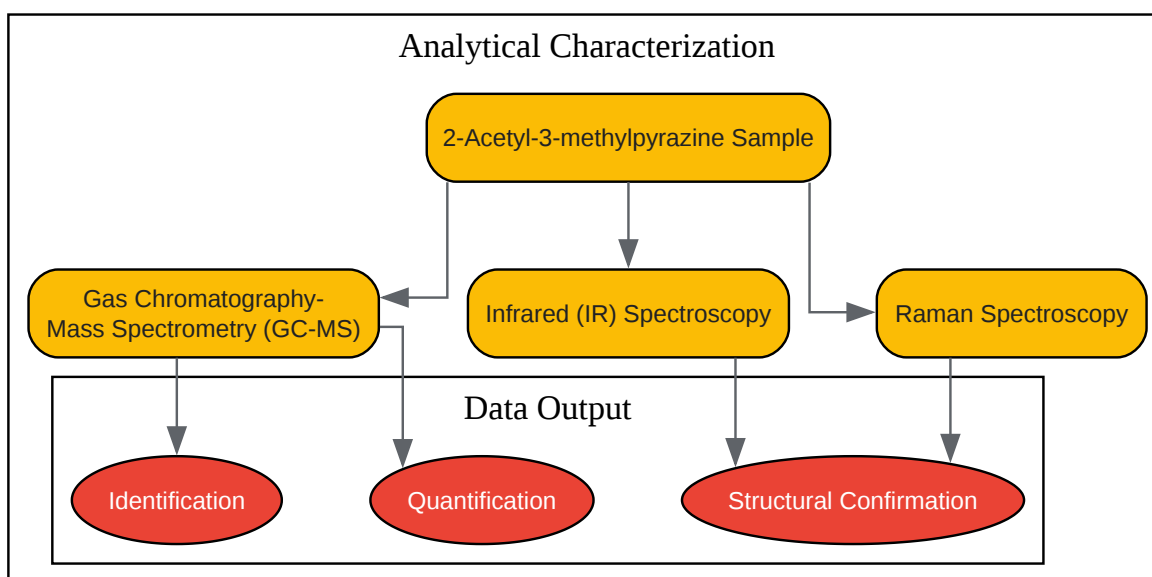 Analytical Characterization
2-Acetyl-3-methylpyrazine Sample
Gas Chromatography-
Mass Spectrometry (GC-MS)
Infrared (IR) Spectroscopy
Raman Spectroscopy
Data Output
Identification
Quantification
Structural Confirmation